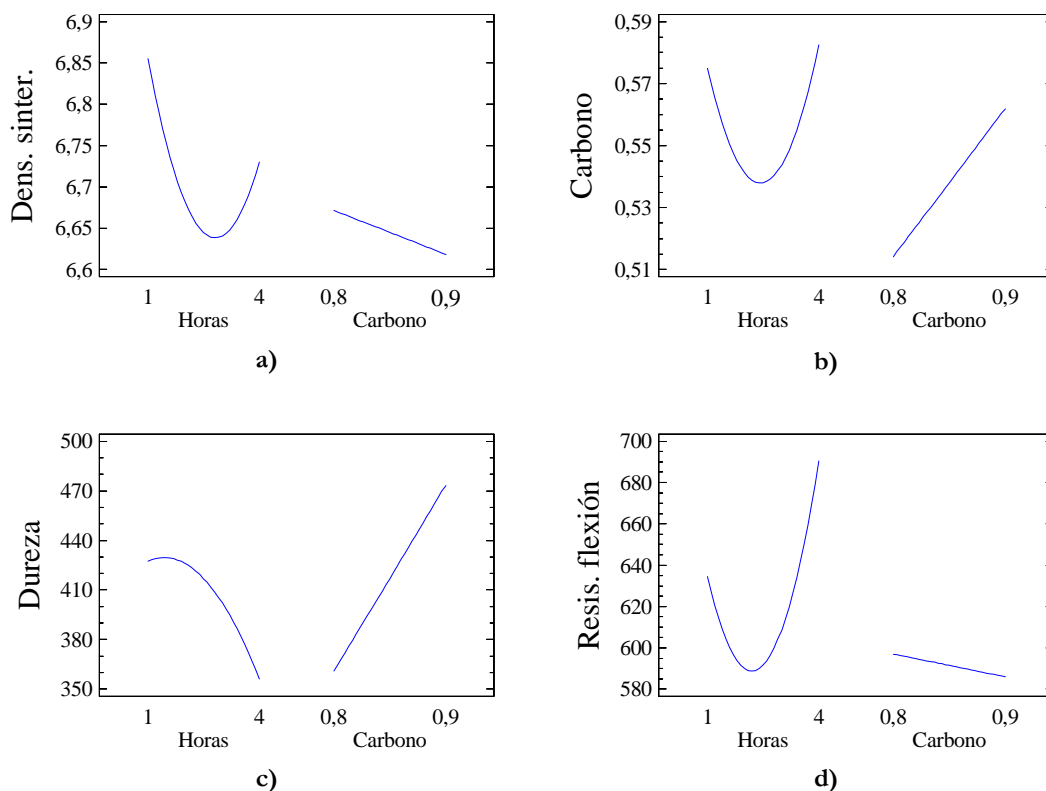 Dens. sinter.
6,9
6,85
6,8
6,75
6,7
6,65
6,6
1
4
0,8
0,9
Horas
Carbono
a)
Carbono
0,59
0,57
0,55
0,53
0,51
1
4
0,8
0,9
Horas
Carbono
b)
Dureza
500
470
430
410
380
350
1
4
0,8
0,9
Horas
Carbono
c)
Resis. flexión
700
680
660
640
620
600
580
1
4
0,8
0,9
Horas
Carbono
d)